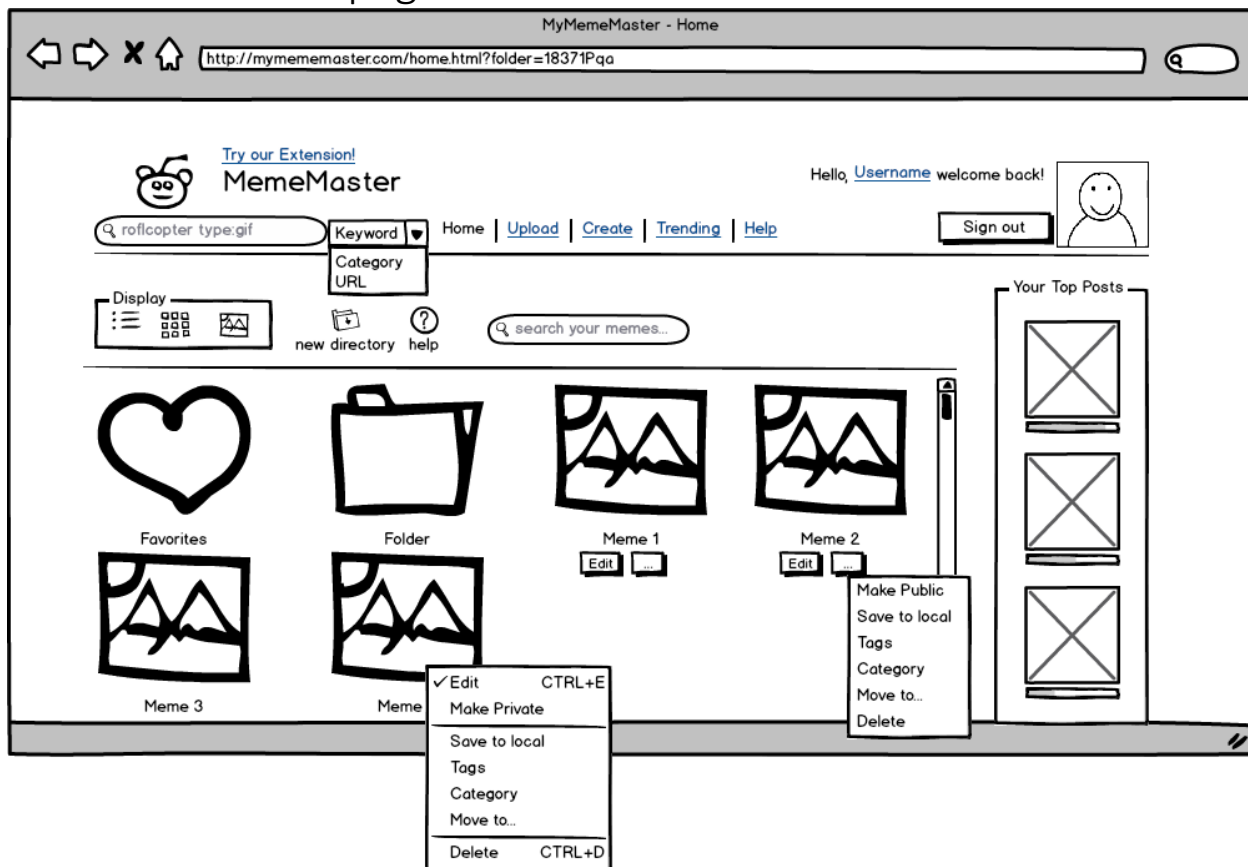 MyMemeMaster - Home
http://mymememaster.com/home.html?folder=18371Pqa
Try our Extension!
MemeMaster
Hello, Username welcome back!
roflcopter type:gif
Keyword
Home | Upload | Create | Trending | Help
Sign out
Category
URL
Display
new directory
help
search your memes...
Your Top Posts
Favorites
Folder
Meme 1
Meme 2
Edit
...
Edit
...
Make Public
Save to local
Tags
Category
Move to...
Delete
Meme 3
Meme
Edit CTRL+E
Make Private
Save to local
Tags
Category
Move to...
Delete CTRL+D